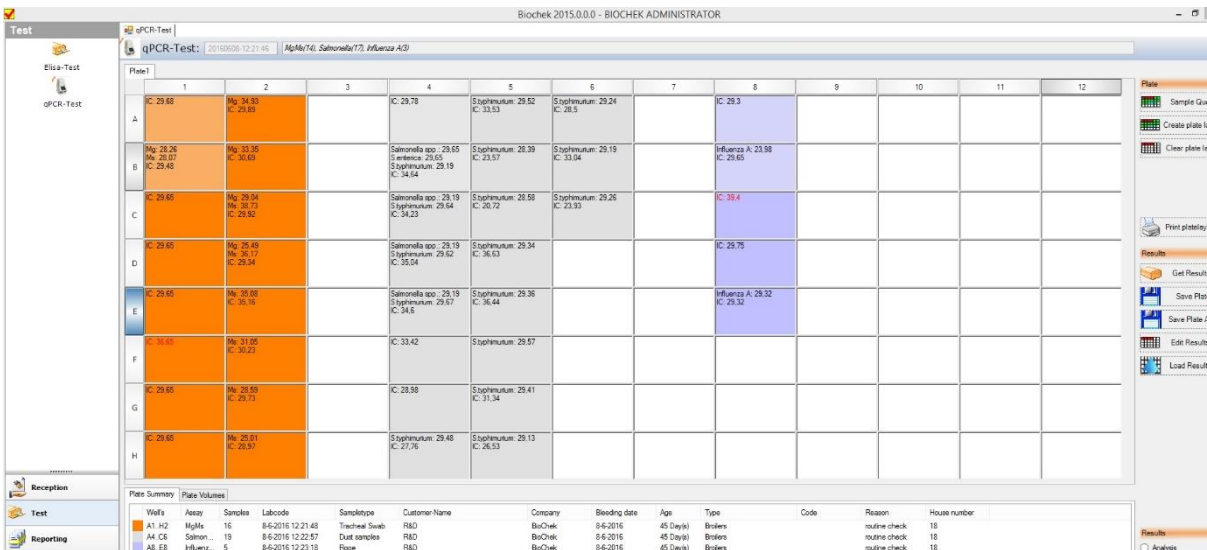 Biochek 2015.0.0.0 - BIOCHEK ADMINISTRATOR
Test
Elisa-Test
qPCR-Test
Reception
Test
Reporting
qPCR-Test
qPCR-Test: 20160608-12:21:46 MgMs(14), Salmonella(17), Influenza A(3)
Plate1
1 2 3 4 5 6 7 8 9 10 11 12
A
IC: 29,68
Mg: 34,93
IC: 29,89
IC: 29,78
S.typhimurium: 29,52
IC: 33,53
S.typhimurium: 29,24
IC: 28,5
IC: 29,3
B
Mg: 28,26
Ms: 28,07
IC: 29,48
Mg: 33,35
IC: 30,69
Salmonella spp.: 29,65
S.enterica: 29,65
S.typhimurium: 29,19
IC: 34,64
S.typhimurium: 28,39
IC: 23,57
S.typhimurium: 29,19
IC: 33,04
Influenza A: 23,98
IC: 29,65
C
IC: 29,65
Mg: 29,04
Ms: 38,73
IC: 29,92
Salmonella spp.: 29,19
S.typhimurium: 29,64
IC: 34,23
S.typhimurium: 28,58
IC: 20,72
S.typhimurium: 29,26
IC: 23,93
IC: 39,4
D
IC: 29,65
Mg: 25,49
Ms: 36,17
IC: 29,34
Salmonella spp.: 29,19
S.typhimurium: 29,62
IC: 35,04
S.typhimurium: 29,34
IC: 36,63
IC: 29,75
E
IC: 29,65
Ms: 35,08
IC: 35,16
Salmonella spp.: 29,19
S.typhimurium: 29,67
IC: 34,6
S.typhimurium: 29,36
IC: 36,44
Influenza A: 29,32
IC: 29,32
F
IC: 36,65
Ms: 31,05
IC: 30,23
IC: 33,42
S.typhimurium: 29,57
G
IC: 29,65
Ms: 28,59
IC: 29,73
IC: 28,98
S.typhimurium: 29,41
IC: 31,34
H
IC: 29,65
Ms: 25,01
IC: 28,97
S.typhimurium: 29,48
IC: 27,76
S.typhimurium: 29,13
IC: 26,53
Plate
Sample Que
Create plate la
Clear plate la
Print platelay
Results
Get Result
Save Plat
Save Plate A
Edit Results
Load Result
Results
Analysis
Plate Summary Plate Volumes
Well's Assay Samples Labcode Sampletype Customer-Name Company Bleeding date Age Type Code Reason House number
A1..H2 MgMs 16 8-6-2016 12:21:48 Tracheal Swab R&D BioChek 8-6-2016 45 Day(s) Broilers routine check 18
A4..C6 Salmon... 19 8-6-2016 12:22:57 Dust samples R&D BioChek 8-6-2016 45 Day(s) Broilers routine check 18
A8..E8 Influenz... 5 8-6-2016 12:23:18 R&D BioChek 8-6-2016 45 Day(s) Broilers routine check 18